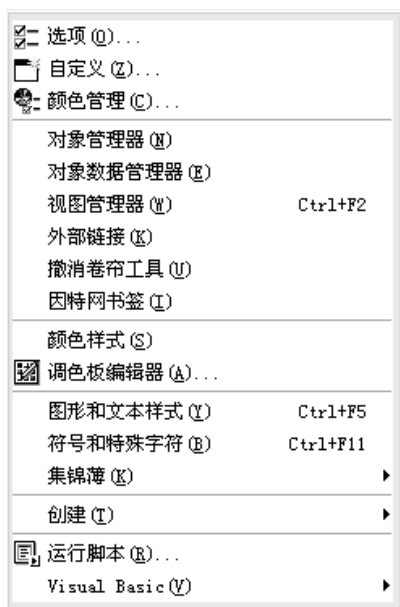 选项(O)...
自定义(Z)...
颜色管理(C)...
对象管理器(N)
对象数据管理器(E)
视图管理器(W) Ctrl+F2
外部链接(K)
撤消卷帘工具(U)
因特网书签(I)
颜色样式(S)
调色板编辑器(A)...
图形和文本样式(Y) Ctrl+F5
符号和特殊字符(B) Ctrl+F11
集锦薄(K)
创建(T)
运行脚本(R)...
Visual Basic(V)